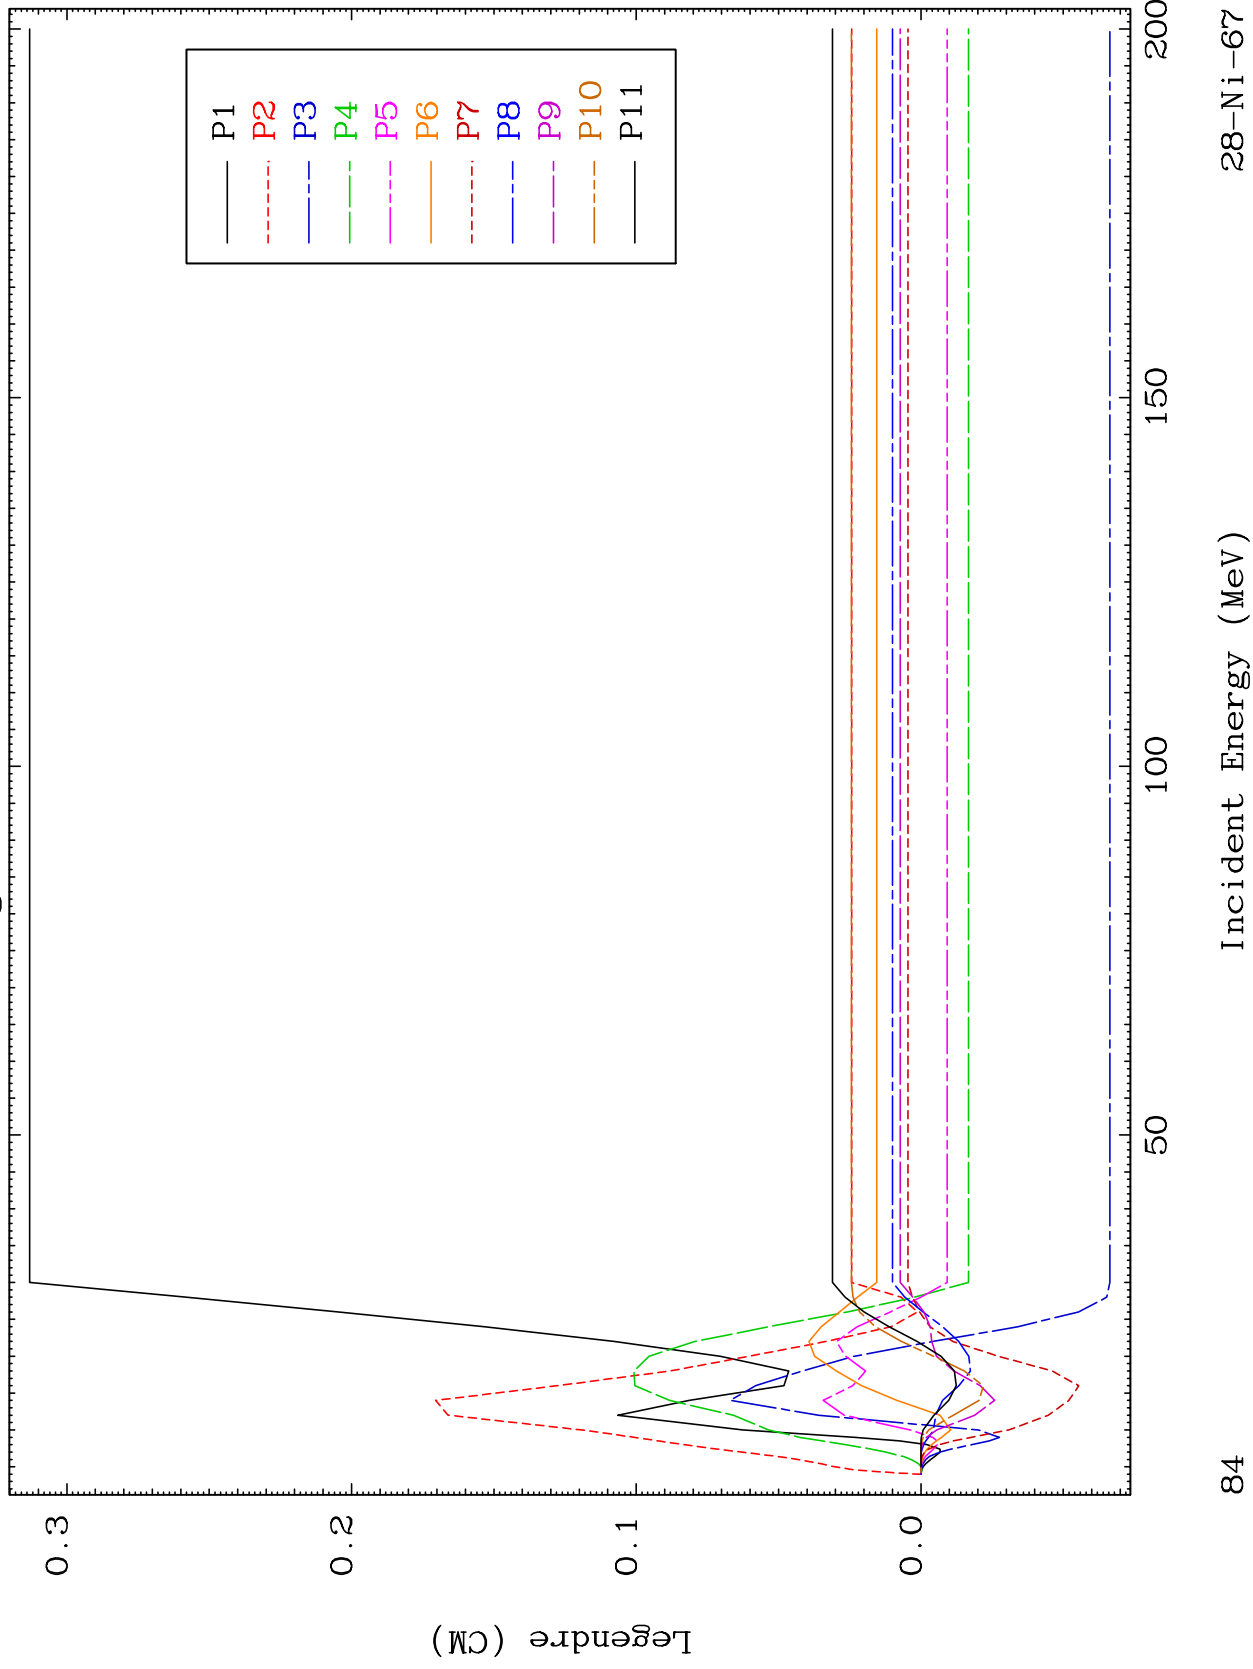 P1
P2
P3
P4
P5
P6
P7
P8
P9
P10
P11
0.3
0.2
0.1
0.0
Legendre (CM)
50
100
150
200
Incident Energy (MeV)
84
28-Ni-67